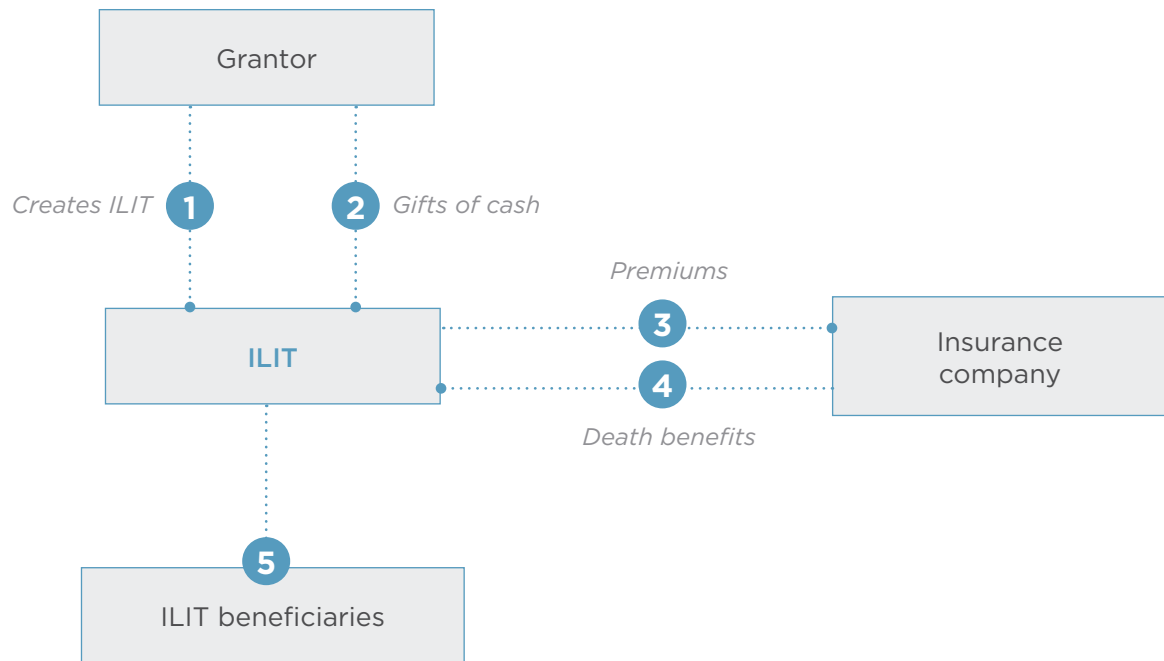 Grantor
Creates ILIT
1
2
Gifts of cash
Premiums
3
ILIT
Insurance
company
4
Death benefits
5
ILIT beneficiaries